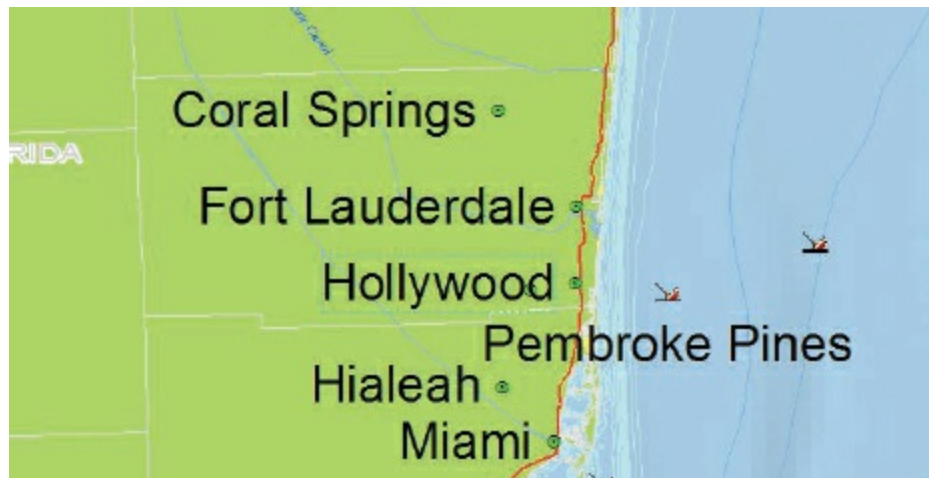 Coral Springs
RIDA
Fort Lauderdale
Hollywood
Pembroke Pines
Hialeah
Miami